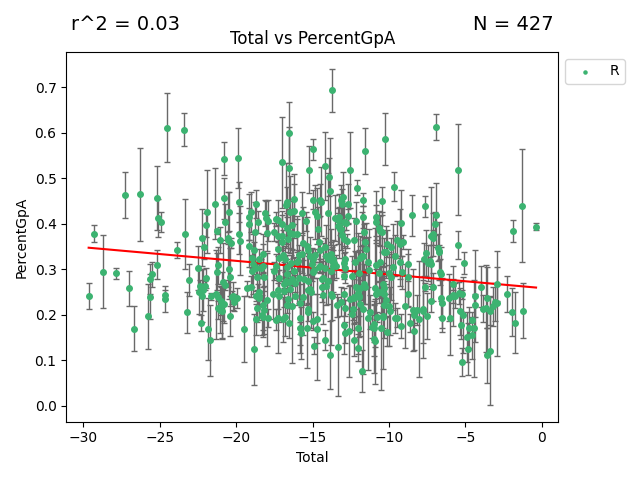 r^2 = 0.03
N = 427
Total vs PercentGpA
R
0.7
0.6
0.5
0.4
0.3
0.2
0.1
0.0
PercentGpA
−30
−25
−20
−15
−10
−5
0
Total